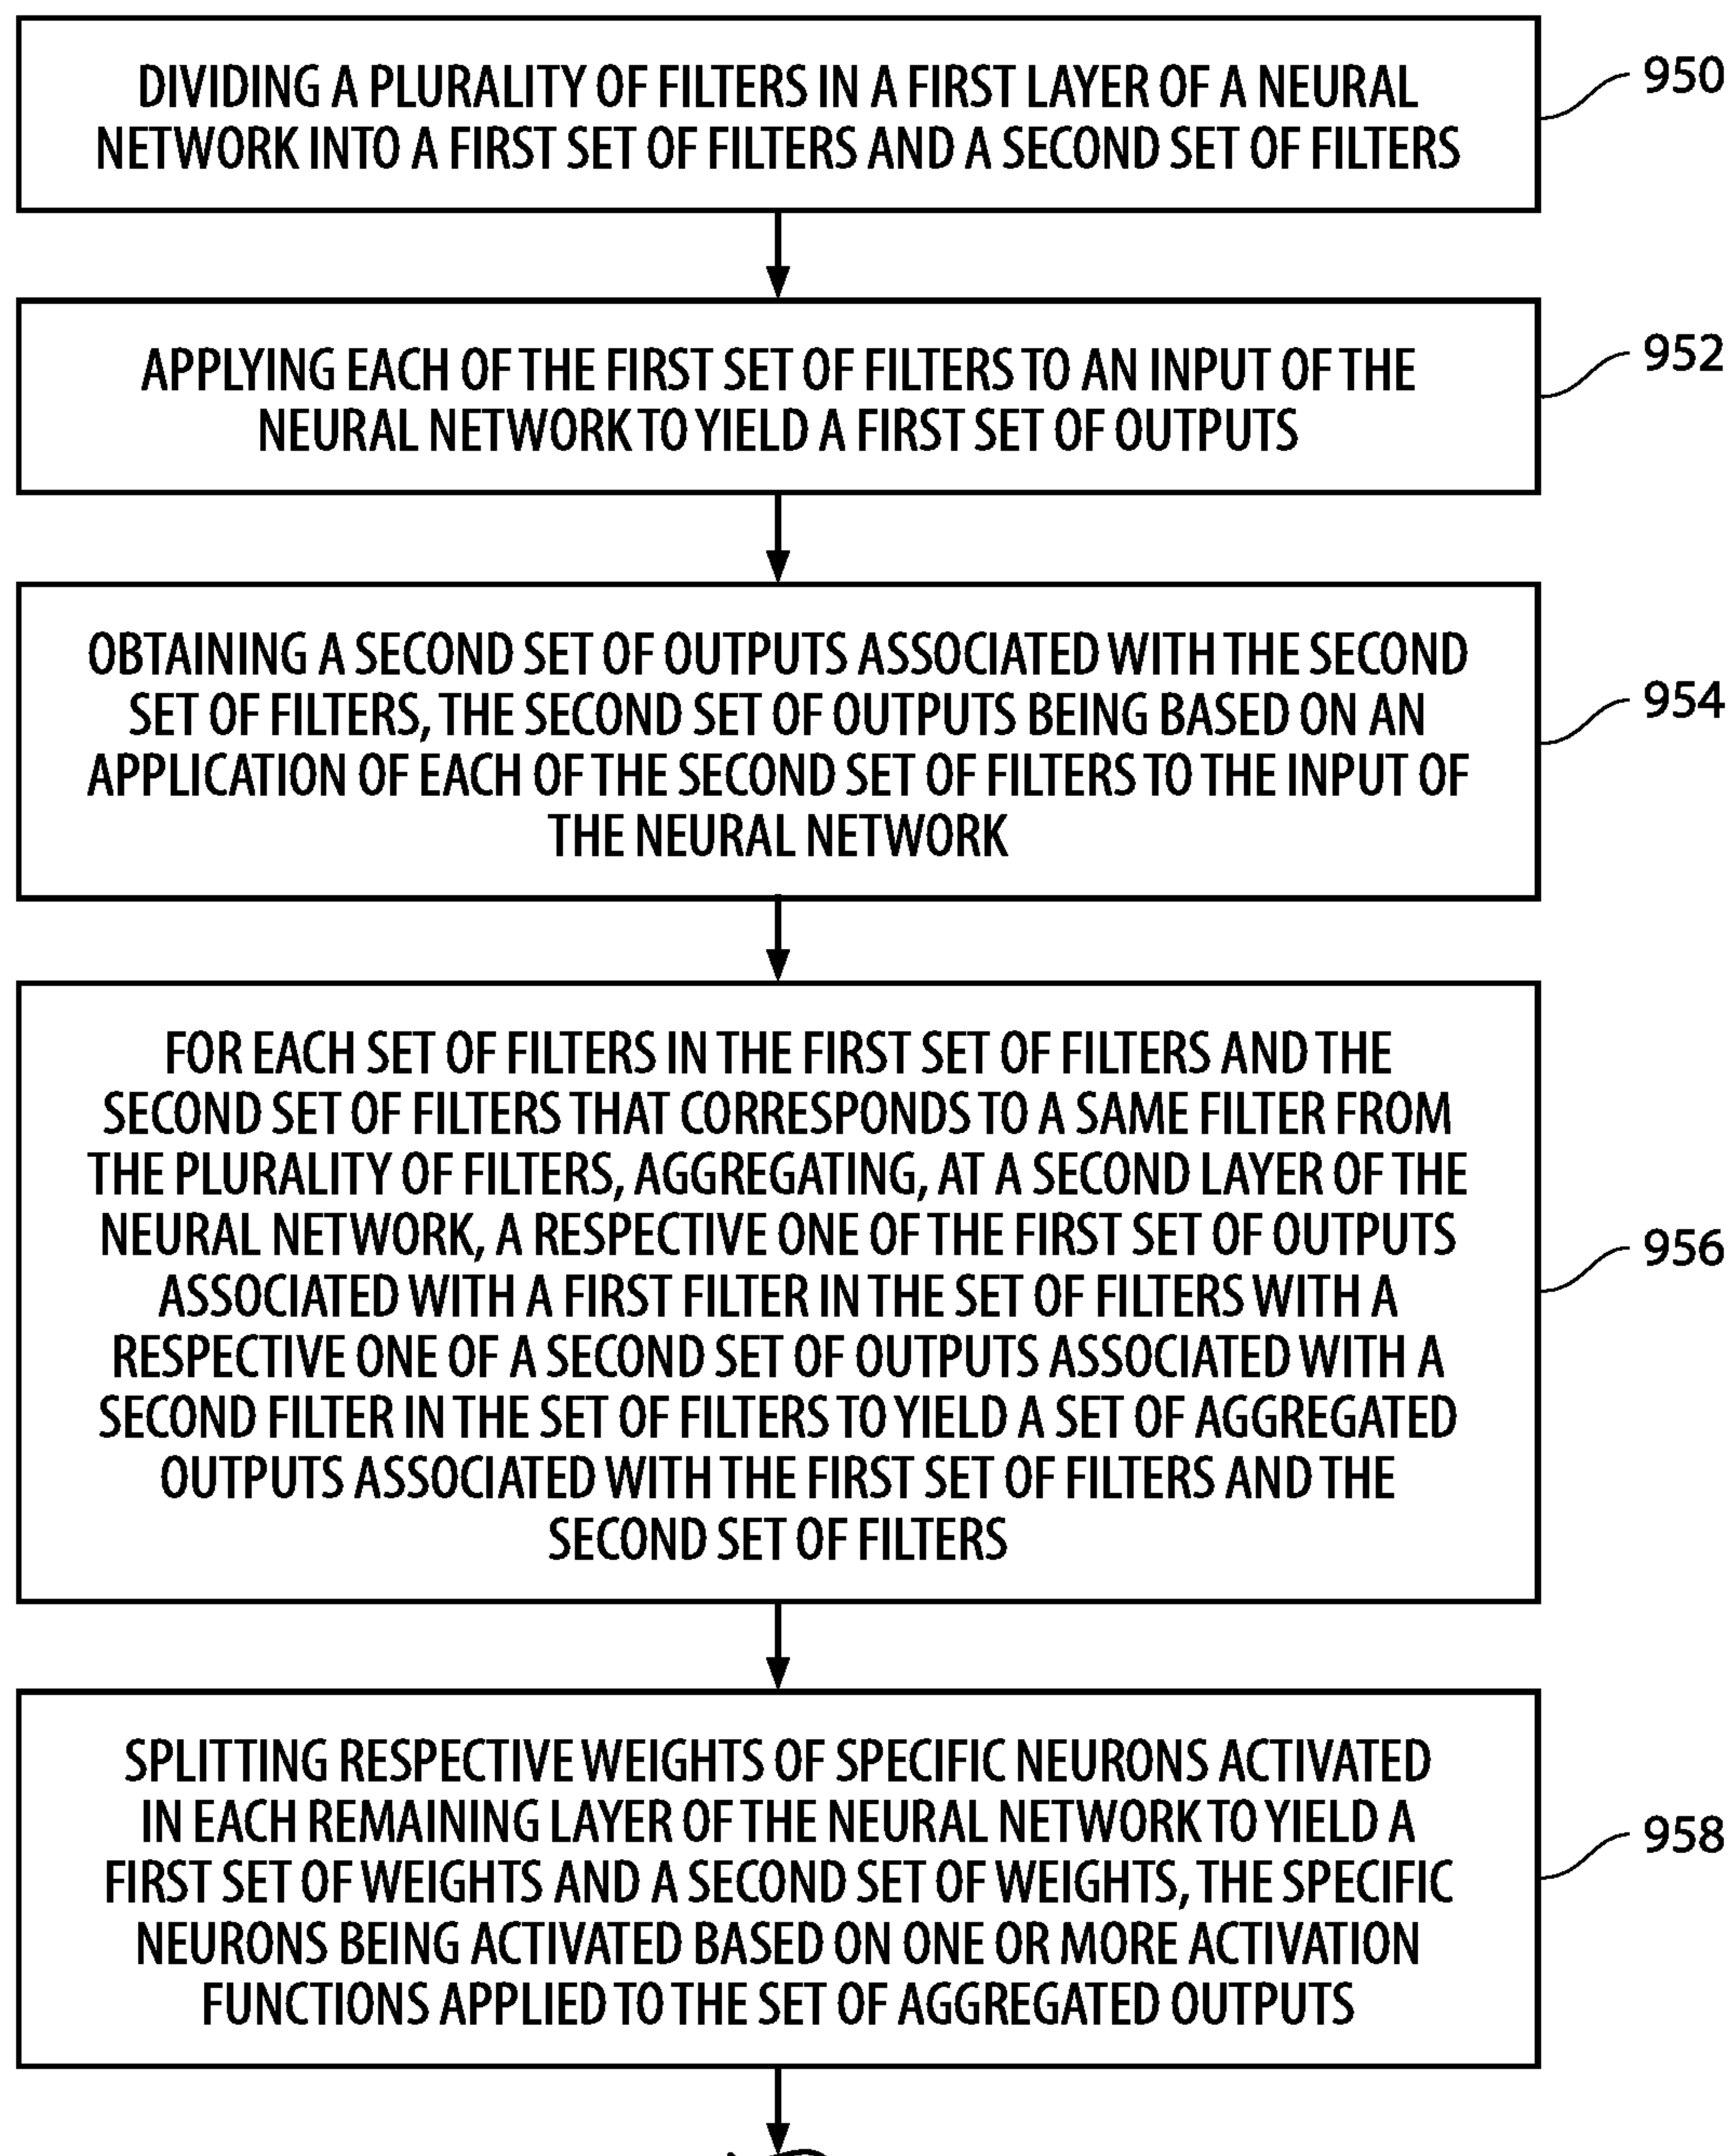 DIVIDING A PLURALITY OF FILTERS IN A FIRST LAYER OF A NEURAL
NETWORK INTO A FIRST SET OF FILTERS AND A SECOND SET OF FILTERS
950
APPLYING EACH OF THE FIRST SET OF FILTERS TO AN INPUT OF THE
NEURAL NETWORK TO YIELD A FIRST SET OF OUTPUTS
952
OBTAINING A SECOND SET OF OUTPUTS ASSOCIATED WITH THE SECOND
SET OF FILTERS, THE SECOND SET OF OUTPUTS BEING BASED ON AN
APPLICATION OF EACH OF THE SECOND SET OF FILTERS TO THE INPUT OF
THE NEURAL NETWORK
954
FOR EACH SET OF FILTERS IN THE FIRST SET OF FILTERS AND THE
SECOND SET OF FILTERS THAT CORRESPONDS TO A SAME FILTER FROM
THE PLURALITY OF FILTERS, AGGREGATING, AT A SECOND LAYER OF THE
NEURAL NETWORK, A RESPECTIVE ONE OF THE FIRST SET OF OUTPUTS
ASSOCIATED WITH A FIRST FILTER IN THE SET OF FILTERS WITH A
RESPECTIVE ONE OF A SECOND SET OF OUTPUTS ASSOCIATED WITH A
SECOND FILTER IN THE SET OF FILTERS TO YIELD A SET OF AGGREGATED
OUTPUTS ASSOCIATED WITH THE FIRST SET OF FILTERS AND THE
SECOND SET OF FILTERS
956
SPLITTING RESPECTIVE WEIGHTS OF SPECIFIC NEURONS ACTIVATED
IN EACH REMAINING LAYER OF THE NEURAL NETWORK TO YIELD A
FIRST SET OF WEIGHTS AND A SECOND SET OF WEIGHTS, THE SPECIFIC
NEURONS BEING ACTIVATED BASED ON ONE OR MORE ACTIVATION
FUNCTIONS APPLIED TO THE SET OF AGGREGATED OUTPUTS
958